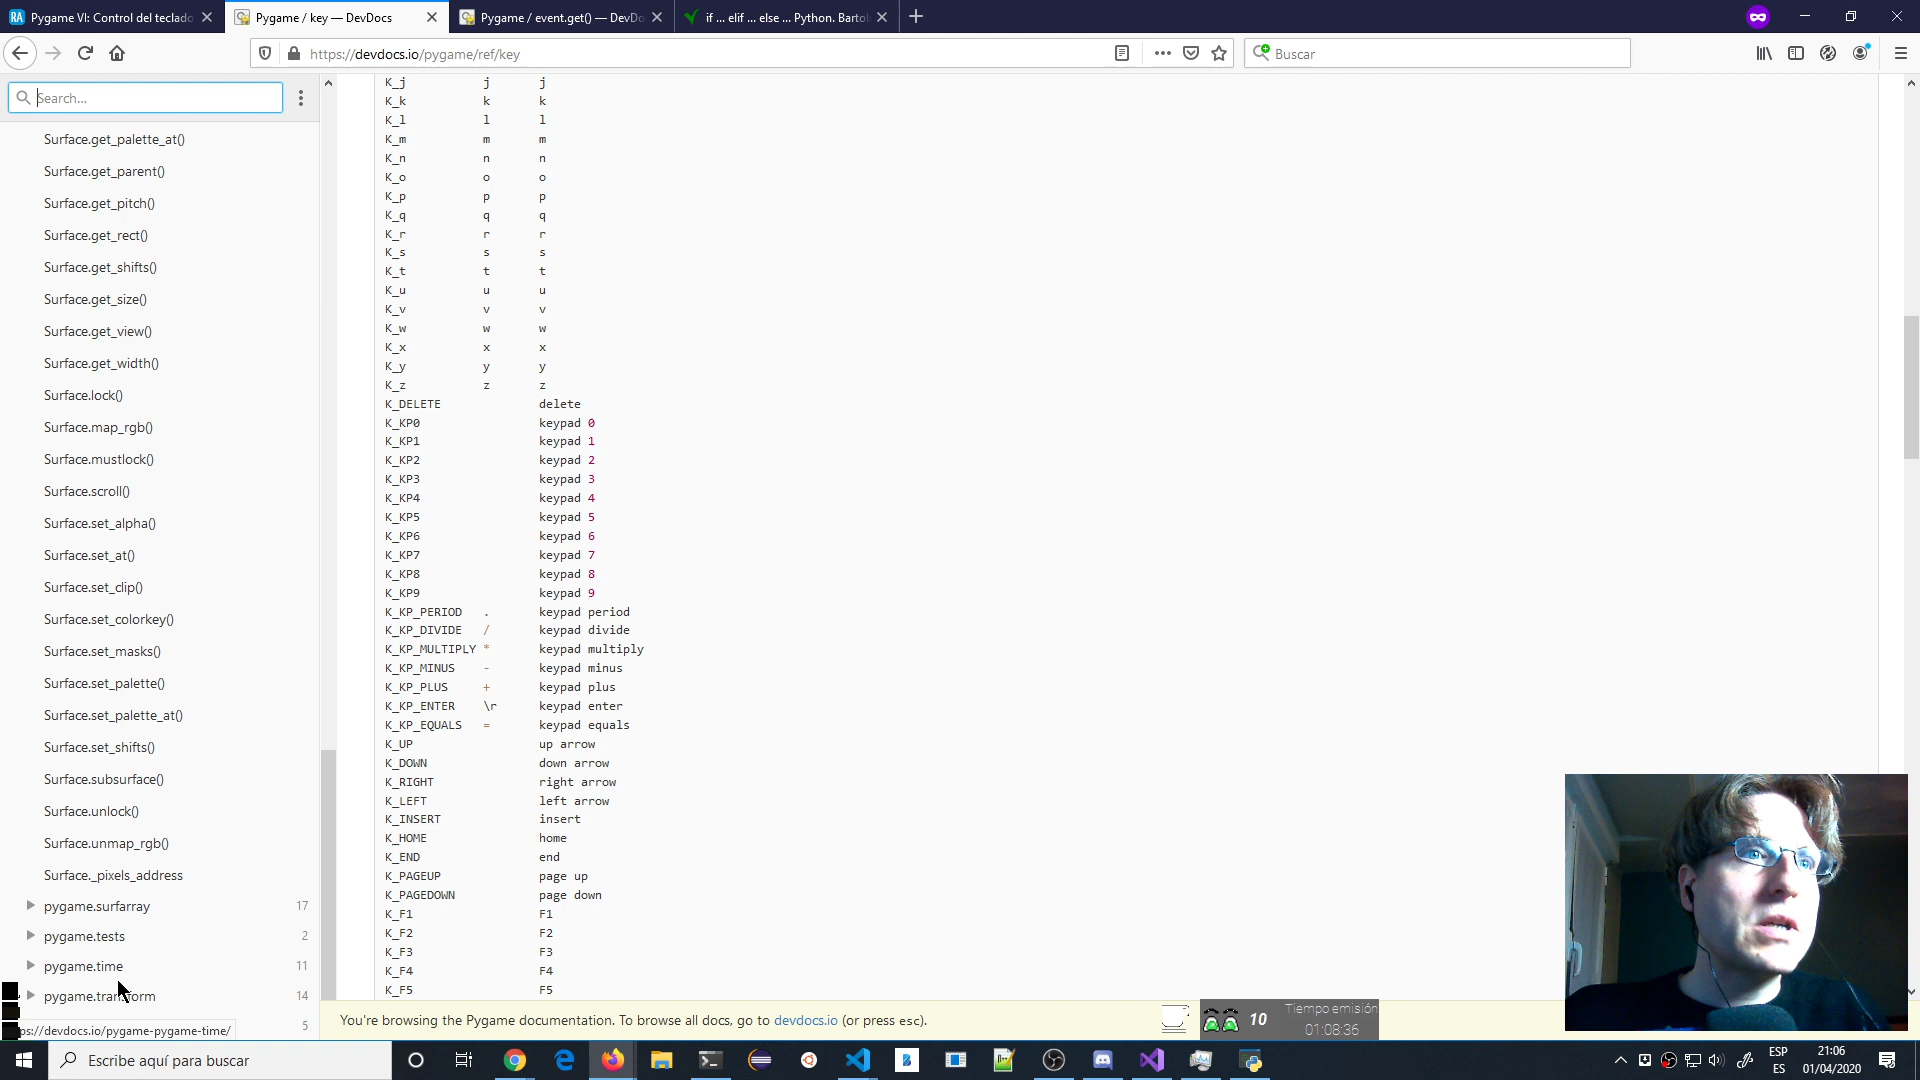 Pygame VI: Control del teclado
Pygame / key — DevDocs
Pygame / event.get() — DevDo
if ... elif ... else ... Python. Bartol
https://devdocs.io/pygame/ref/key
Buscar
Search...
Surface.get_palette_at()
Surface.get_parent()
Surface.get_pitch()
Surface.get_rect()
Surface.get_shifts()
Surface.get_size()
Surface.get_view()
Surface.get_width()
Surface.lock()
Surface.map_rgb()
Surface.mustlock()
Surface.scroll()
Surface.set_alpha()
Surface.set_at()
Surface.set_clip()
Surface.set_colorkey()
Surface.set_masks()
Surface.set_palette()
Surface.set_palette_at()
Surface.set_shifts()
Surface.subsurface()
Surface.unlock()
Surface.unmap_rgb()
Surface._pixels_address
pygame.surfarray 17
pygame.tests 2
pygame.time 11
pygame.transform 14
ps://devdocs.io/pygame-pygame-time/ 5
K_j j j
K_k k k
K_l l l
K_m m m
K_n n n
K_o o o
K_p p p
K_q q q
K_r r r
K_s s s
K_t t t
K_u u u
K_v v v
K_w w w
K_x x x
K_y y y
K_z z z
K_DELETE delete
K_KP0 keypad 0
K_KP1 keypad 1
K_KP2 keypad 2
K_KP3 keypad 3
K_KP4 keypad 4
K_KP5 keypad 5
K_KP6 keypad 6
K_KP7 keypad 7
K_KP8 keypad 8
K_KP9 keypad 9
K_KP_PERIOD . keypad period
K_KP_DIVIDE / keypad divide
K_KP_MULTIPLY * keypad multiply
K_KP_MINUS - keypad minus
K_KP_PLUS + keypad plus
K_KP_ENTER \r keypad enter
K_KP_EQUALS = keypad equals
K_UP up arrow
K_DOWN down arrow
K_RIGHT right arrow
K_LEFT left arrow
K_INSERT insert
K_HOME home
K_END end
K_PAGEUP page up
K_PAGEDOWN page down
K_F1 F1
K_F2 F2
K_F3 F3
K_F4 F4
K_F5 F5
You're browsing the Pygame documentation. To browse all docs, go to devdocs.io (or press esc).
10
Tiempo emisión
01:08:36
Escribe aquí para buscar
ESP
ES
21:06
01/04/2020